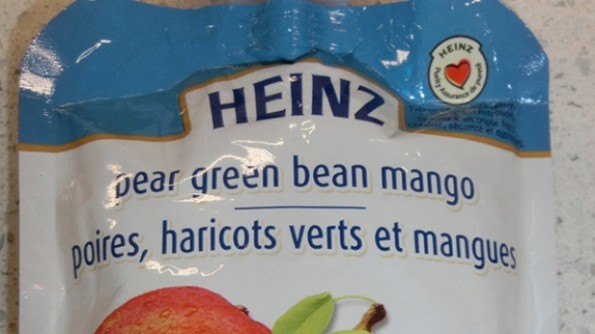 HEINZ
HEINZ
pear green bean mango
poires, haricots verts et mangues